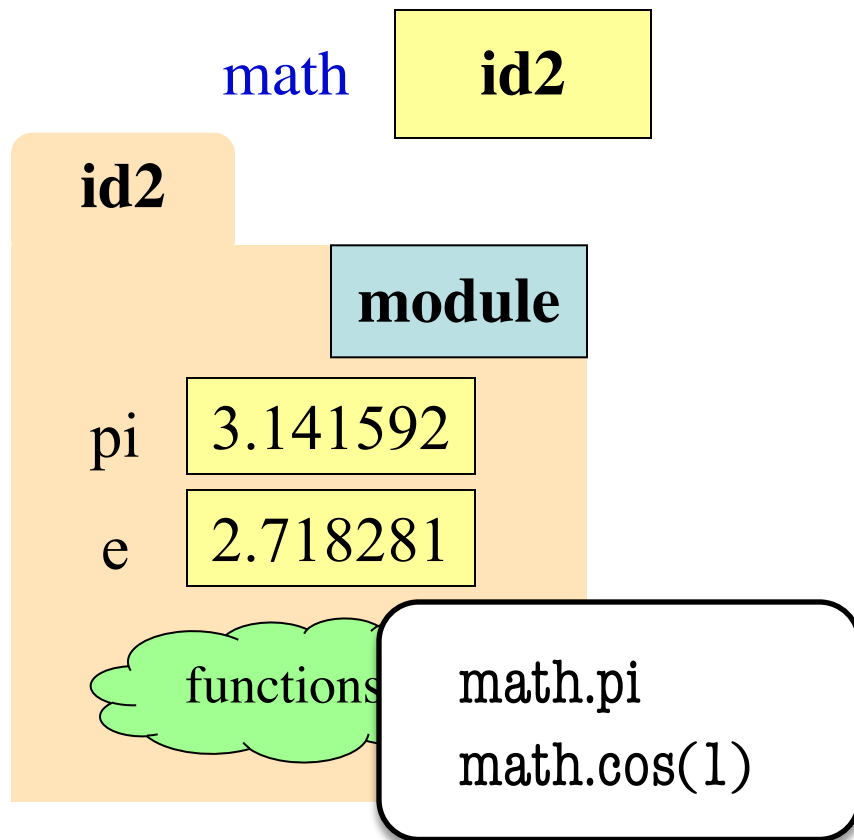 math id2
id2
module
pi 3.141592
e 2.718281
functions
math.pi
math.cos(1)